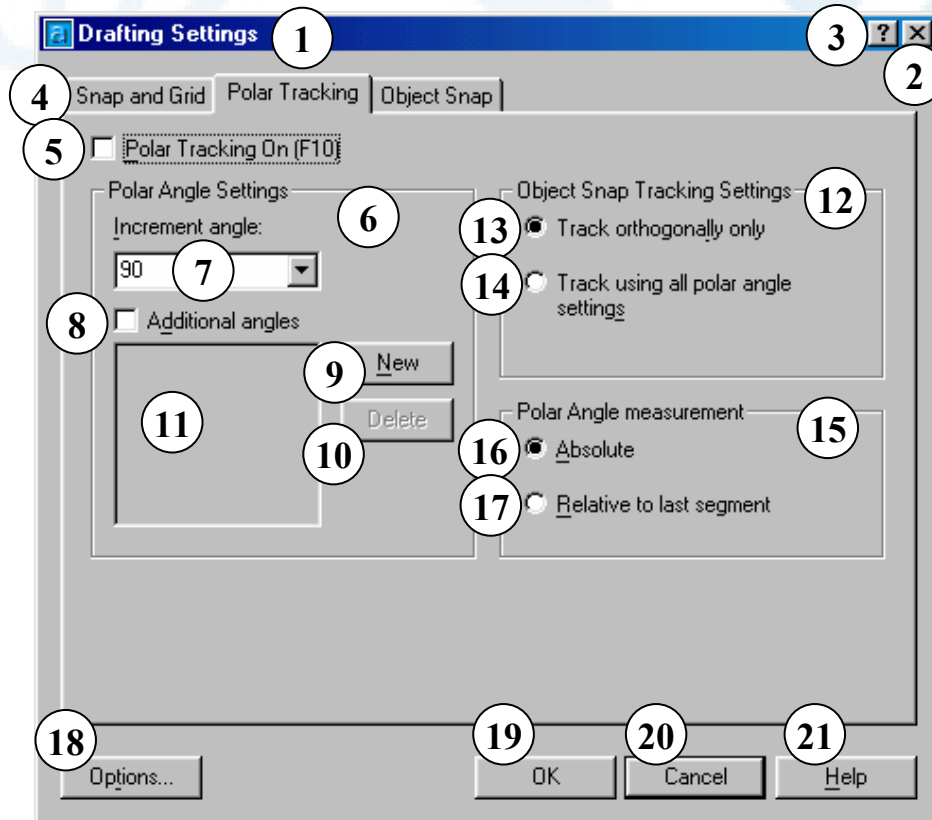 Drafting Settings 1 3 ? ×
2
4 Snap and Grid Polar Tracking Object Snap
5 Polar Tracking On (F10)
Polar Angle Settings 6
Increment angle:
90 7
8 Additional angles
9 New
10 Delete
11
Object Snap Tracking Settings 12
13 Track orthogonally only
14 Track using all polar angle
settings
Polar Angle measurement 15
16 Absolute
17 Relative to last segment
18 Options...
19 OK
20 Cancel
21 Help